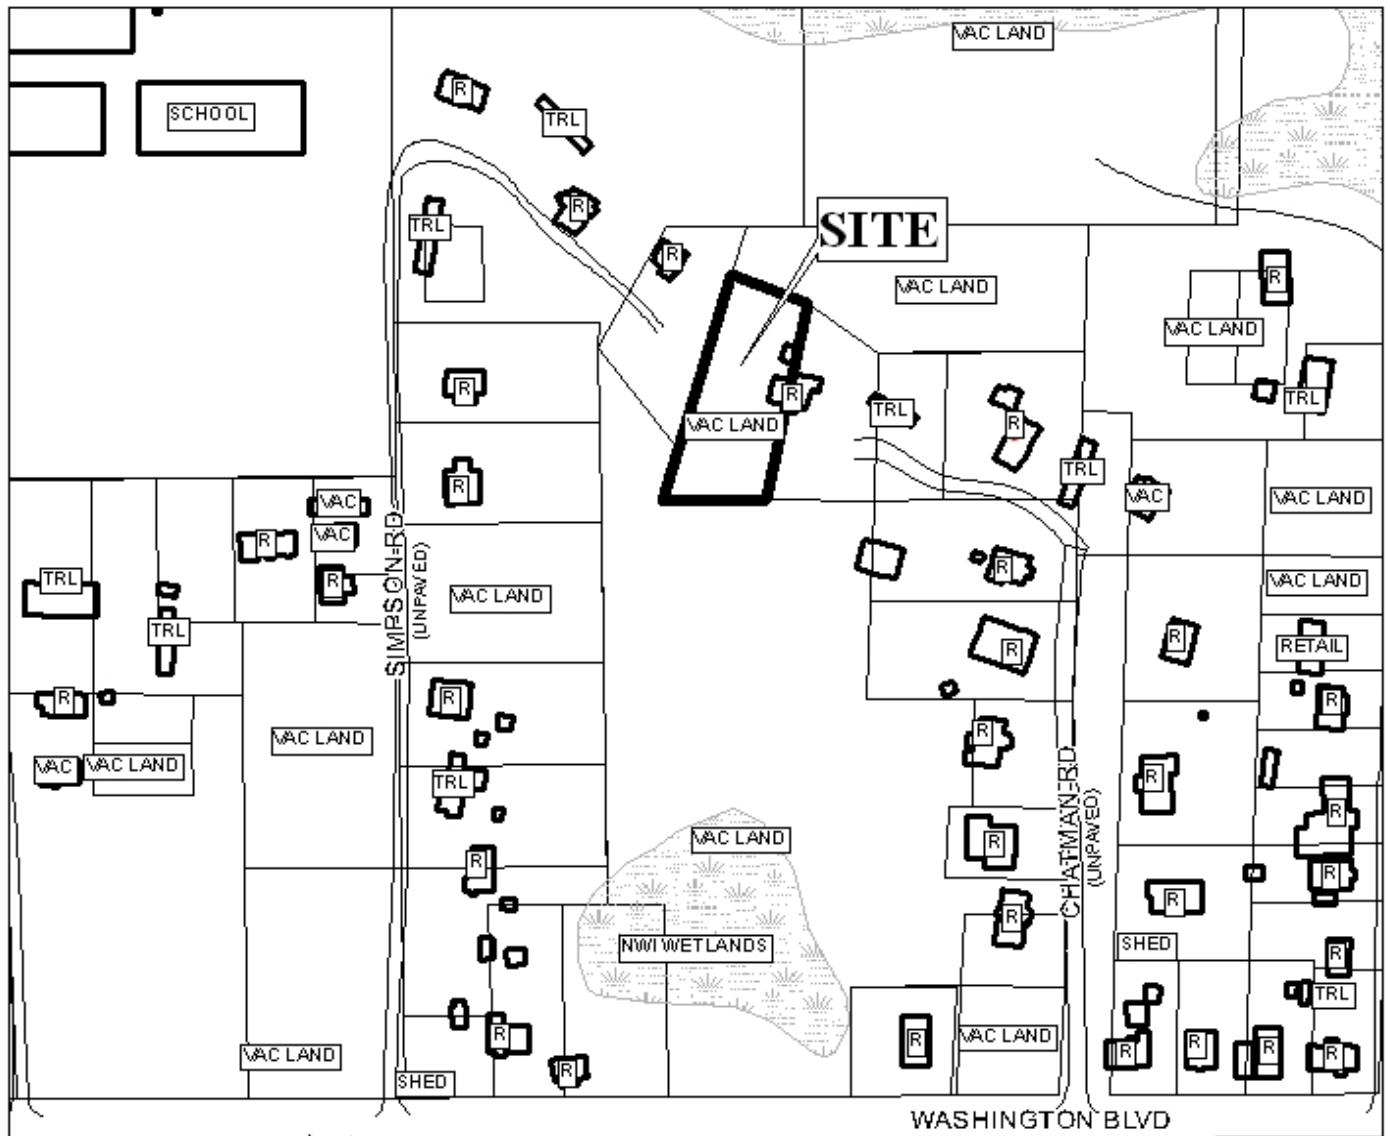 VAC LAND
R
SCHOOL
TRL
R
TRL
SITE
R
R
VAC LAND
VAC LAND
R
TRL
R
TRL
VAC LAND
R
TRL
R
VAC
VAC
VAC LAND
VAC
R
R
VAC LAND
R
TRL
R
VAC LAND
TRL
SIMPSON RD
(UNPAVED)
R
R
RETAIL
R
R
R
VAC LAND
VAC
VAC LAND
TRL
R
R
CHATMAN RD
(UNPAVED)
VAC LAND
R
R
R
R
R
NWI WETLANDS
SHED
R
TRL
R
R
VAC LAND
R
R
R
R
VAC LAND
R
SHED
WASHINGTON BLVD